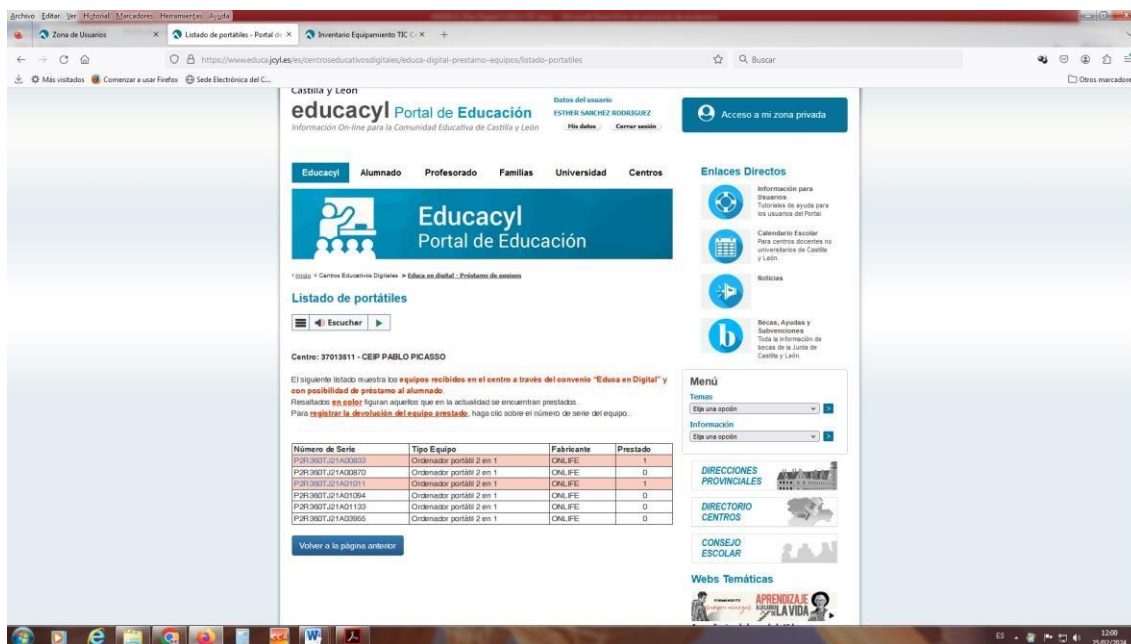 Archivo Editar Ver Historial Marcadores Herramientas Ayuda
Zona de Usuarios
Listado de portátiles - Portal de
Inventario Equipamiento TIC
https://www.educa.jcyl.es/es/centroseducativosdigitales/educa-digital-prestamo-equipos/listado-portatiles
Buscar
Más visitados Comenzar a usar Firefox Sede Electrónica del C...
Otros marcadores
Castilla y León
educacyl Portal de Educación
Información On-line para la Comunidad Educativa de Castilla y León
Datos del usuario
ESTHER SANCHEZ RODRIGUEZ
Mis datos Cerrar sesión
Acceso a mi zona privada
Educacyl Alumnado Profesorado Familias Universidad Centros
Educacyl
Portal de Educación
Inicio > Centros Educativos Digitales > Educa en digital - Préstamo de equipos
Listado de portátiles
Escuchar
Centro: 37013511 - CEIP PABLO PICASSO
El siguiente listado muestra los equipos recibidos en el centro a través del convenio "Educa en Digital" y
con posibilidad de préstamo al alumnado.
Resaltados en color figuran aquellos que en la actualidad se encuentran prestados.
Para registrar la devolución del equipo prestado, haga clic sobre el número de serie del equipo..
Número de Serie Tipo Equipo Fabricante Prestado
P2R360TJ21A00833 Ordenador portátil 2 en 1 ONLIFE 1
P2R360TJ21A00870 Ordenador portátil 2 en 1 ONLIFE 0
P2R360TJ21A01011 Ordenador portátil 2 en 1 ONLIFE 1
P2R360TJ21A01094 Ordenador portátil 2 en 1 ONLIFE 0
P2R360TJ21A01133 Ordenador portátil 2 en 1 ONLIFE 0
P2R360TJ21A03955 Ordenador portátil 2 en 1 ONLIFE 0
Volver a la página anterior
Enlaces Directos
Información para
Usuarios
Tutoriales de ayuda para
los usuarios del Portal.
Calendario Escolar
Para centros docentes no
universitarios de Castilla
y León.
Noticias
Becas, Ayudas y
Subvenciones
Toda la información de
becas de la Junta de
Castilla y León.
Menú
Temas
Elija una opción
Información
Elija una opción
DIRECCIONES
PROVINCIALES
DIRECTORIO
CENTROS
CONSEJO
ESCOLAR
Webs Temáticas
APRENDIZAJE
A LO LARGO DE LA VIDA
ES
12:00
15/02/2024